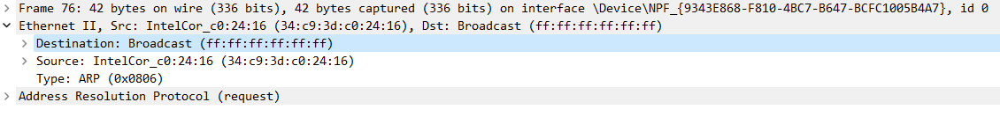 Frame 76: 42 bytes on wire (336 bits), 42 bytes captured (336 bits) on interface \Device\NPF_{9343E868-F810-4BC7-B647-BCFC1005B4A7}, id 0
Ethernet II, Src: IntelCor_c0:24:16 (34:c9:3d:c0:24:16), Dst: Broadcast (ff:ff:ff:ff:ff:ff)
Destination: Broadcast (ff:ff:ff:ff:ff:ff)
Source: IntelCor_c0:24:16 (34:c9:3d:c0:24:16)
Type: ARP (0x0806)
Address Resolution Protocol (request)